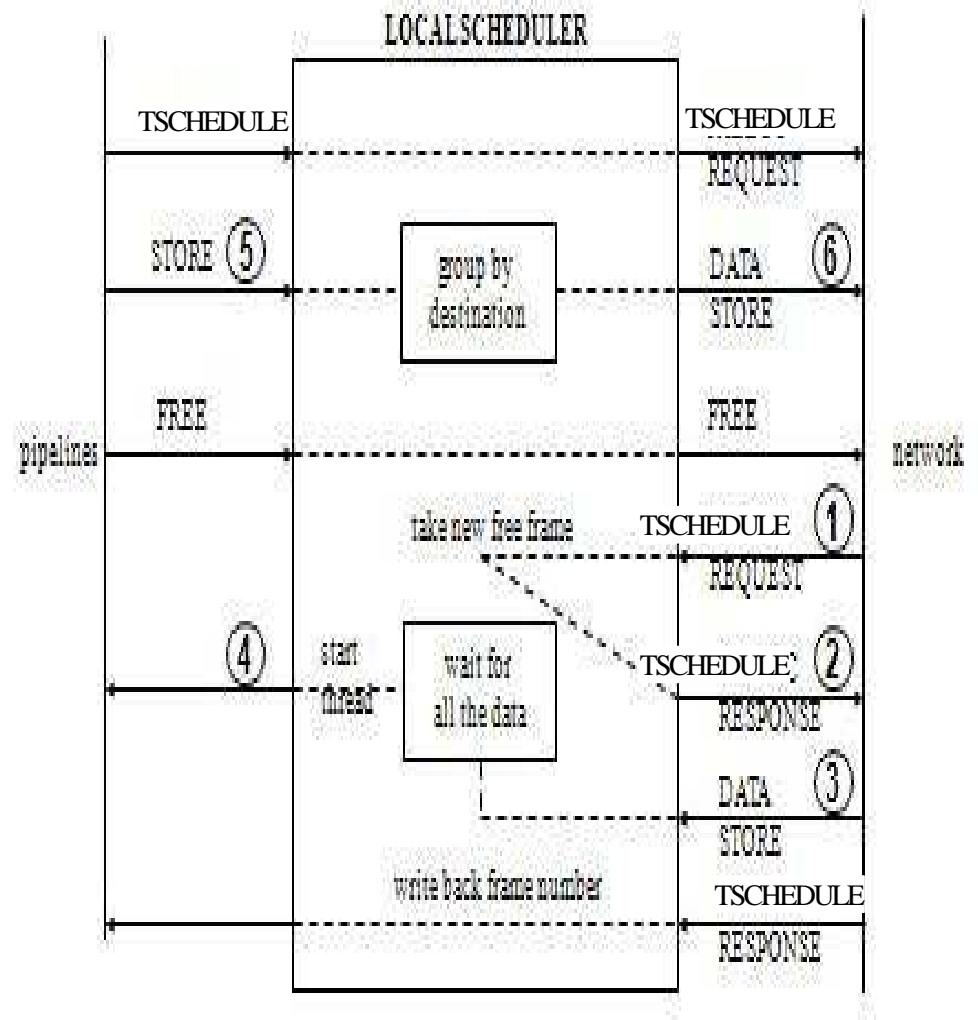 LOCALSCHEDULER
TSCHEDULE
TSCHEDULE
REQUEST
STORE 5
group by
destination
DATA 6
STORE
FREE
FREE
pipelines
network
take new free frame
TSCHEDULE 1
REQUEST
4
start
thread
wait for
all the data
TSCHEDULE 2
RESPONSE
DATA 3
STORE
write back frame number
TSCHEDULE
RESPONSE